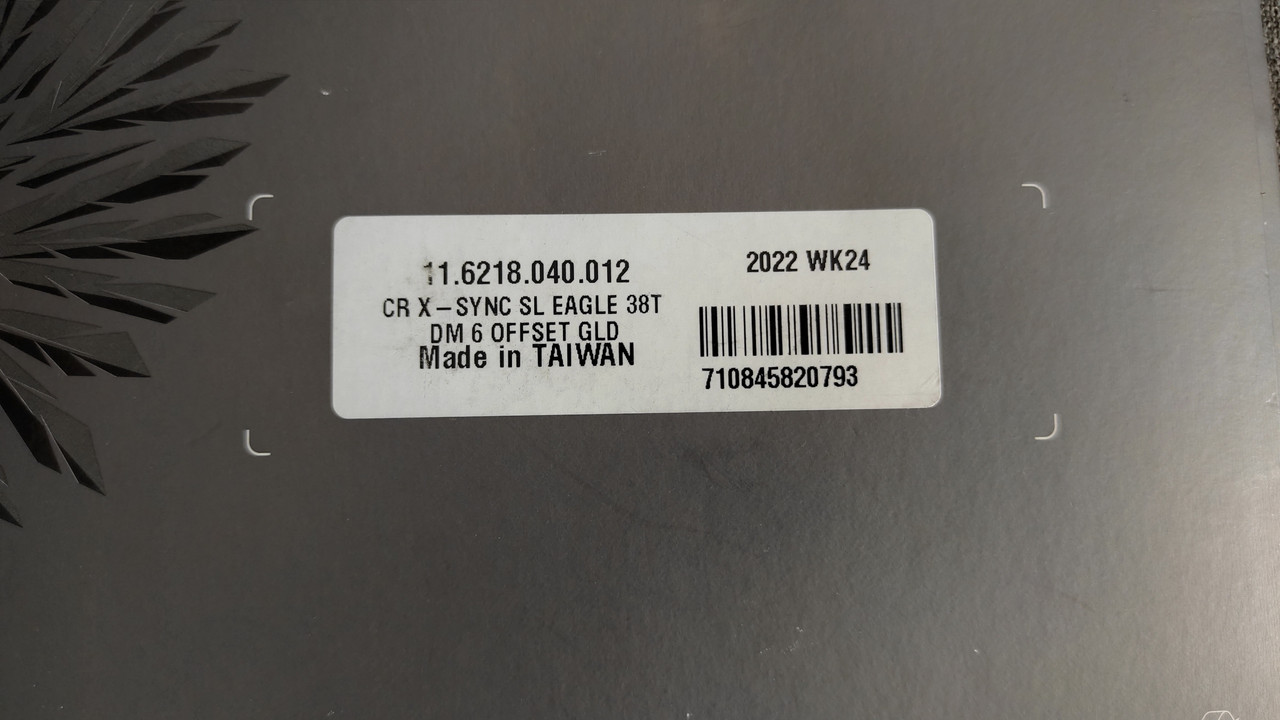 11.6218.040.012
CR X-SYNC SL EAGLE 38T
DM 6 OFFSET GLD
Made in TAIWAN
2022 WK24
710845820793